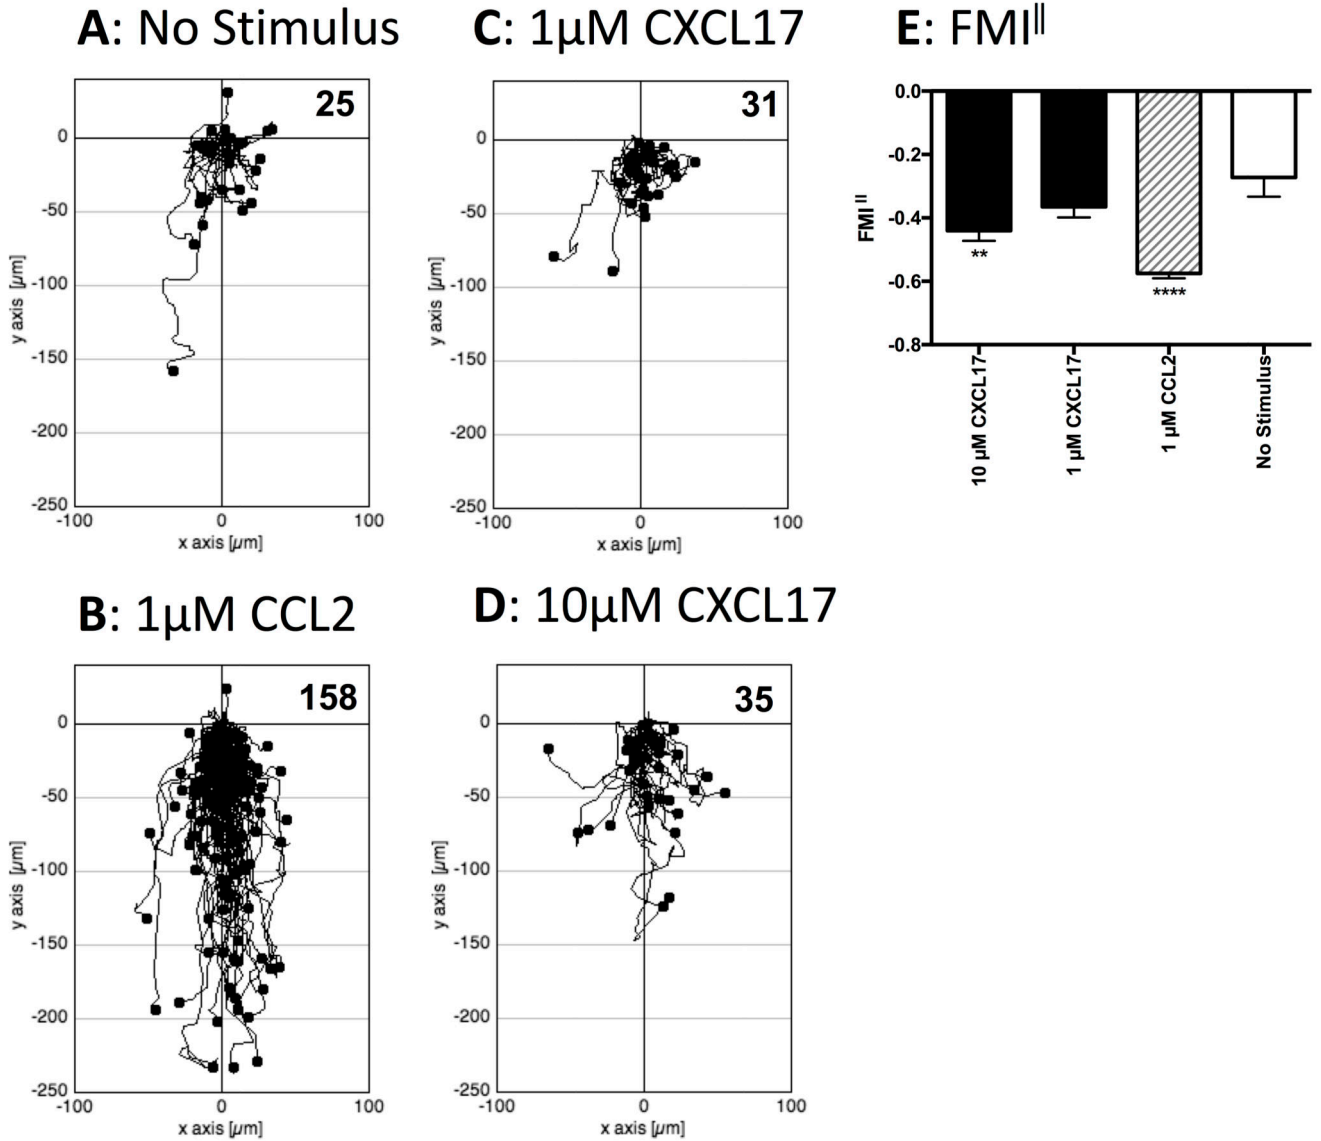 A: No Stimulus
25
0
-50
-100
-150
-200
-250
-100 0 100
y axis [µm]
x axis [µm]
C: 1µM CXCL17
31
0
-50
-100
-150
-200
-250
-100 0 100
y axis [µm]
x axis [µm]
E: FMI||
0.0
-0.2
-0.4
-0.6
-0.8
FMI||
**
****
10 µM CXCL17
1 µM CXCL17
1 µM CCL2
No Stimulus
B: 1µM CCL2
158
0
-50
-100
-150
-200
-250
-100 0 100
y axis [µm]
x axis [µm]
D: 10µM CXCL17
35
0
-50
-100
-150
-200
-250
-100 0 100
y axis [µm]
x axis [µm]